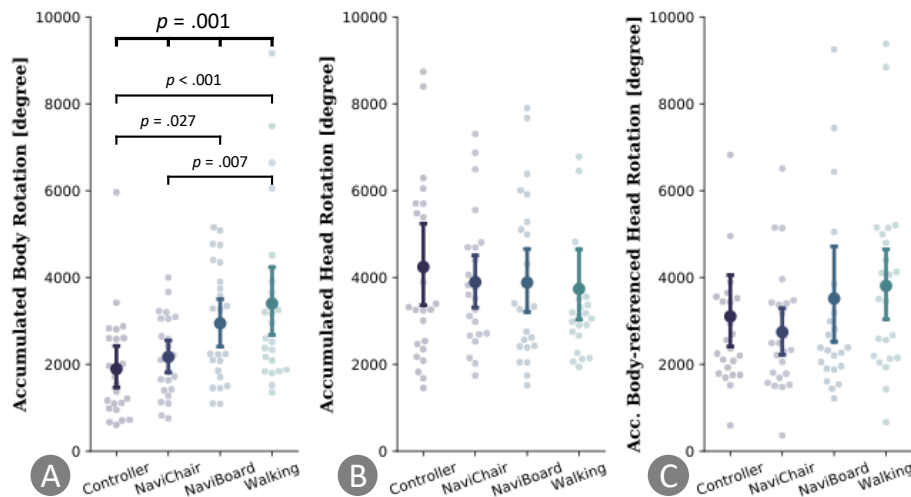 Accumulated Body Rotation [degree]
10000
8000
6000
4000
2000
0
p = .001
p < .001
p = .027
p = .007
Controller
NaviChair
NaviBoard
Walking
A
Accumulated Head Rotation [degree]
10000
8000
6000
4000
2000
0
Controller
NaviChair
NaviBoard
Walking
B
Acc. Body-referenced Head Rotation [degree]
10000
8000
6000
4000
2000
0
Controller
NaviChair
NaviBoard
Walking
C